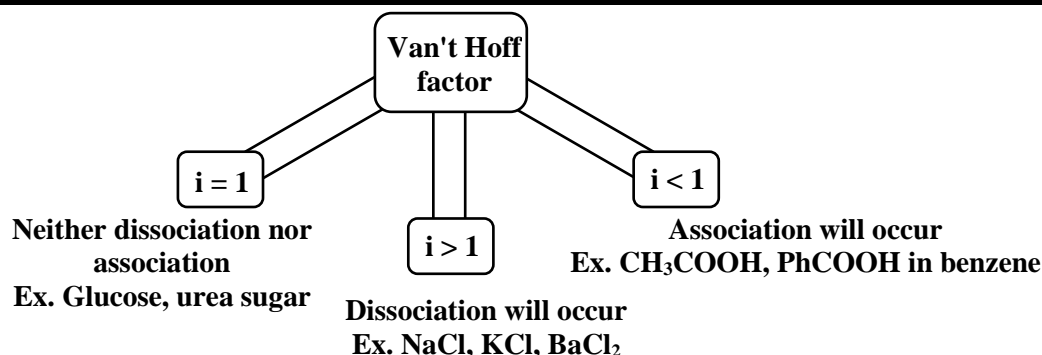 Van't Hoff
factor
i = 1
Neither dissociation nor
association
Ex. Glucose, urea sugar
i > 1
Dissociation will occur
Ex. NaCl, KCl, BaCl₂
i < 1
Association will occur
Ex. CH₃COOH, PhCOOH in benzene